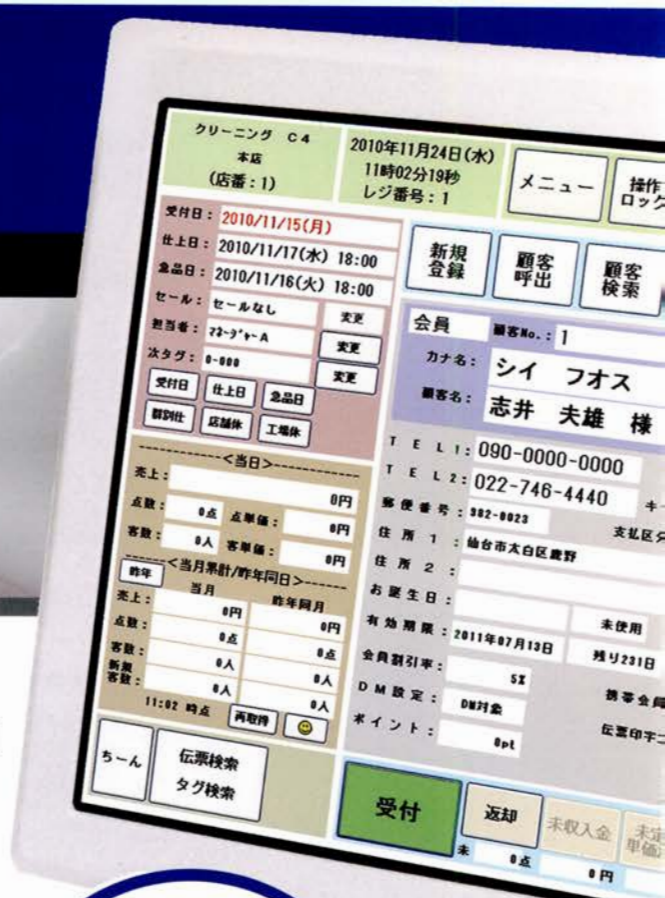 クリーニング C4
本店
(店番:1)
2010年11月24日(水)
11時02分19秒
レジ番号:1
メニュー
操作
ロック
受付日: 2010/11/15(月)
仕上日: 2010/11/17(水) 18:00
急品日: 2010/11/16(火) 18:00
セール: セールなし 変更
担当者: マネージャーA 変更
次タグ: 0-000 変更
受付日 仕上日 急品日
群別仕 店舗休 工場休
<当日>
売上: 0円
点数: 0点 点単価: 0円
客数: 0人 客単価: 0円
<当月累計/昨年同日>
昨年 当月 昨年同月
売上: 0円 0円
点数: 0点 0点
客数: 0人 0人
新規
客数: 0人 0人
11:02 時点 再取得
ちーん
伝票検索
タグ検索
新規
登録
顧客
呼出
顧客
検索
会員 顧客No.: 1
カナ名: シイ フオス
顧客名: 志井 夫雄 様
TEL1: 090-0000-0000
TEL2: 022-746-4440 キ
郵便番号: 982-0023 支払区分
住所1: 仙台市太白区鹿野
住所2:
お誕生日: 未使用
有効期限: 2011年07月13日 残り231日
会員割引率: 5% 携帯会員
DM設定: DM対象 伝票印字
ポイント: 0pt
受付
返却
未収入金
未定
単価
未 0点 0円